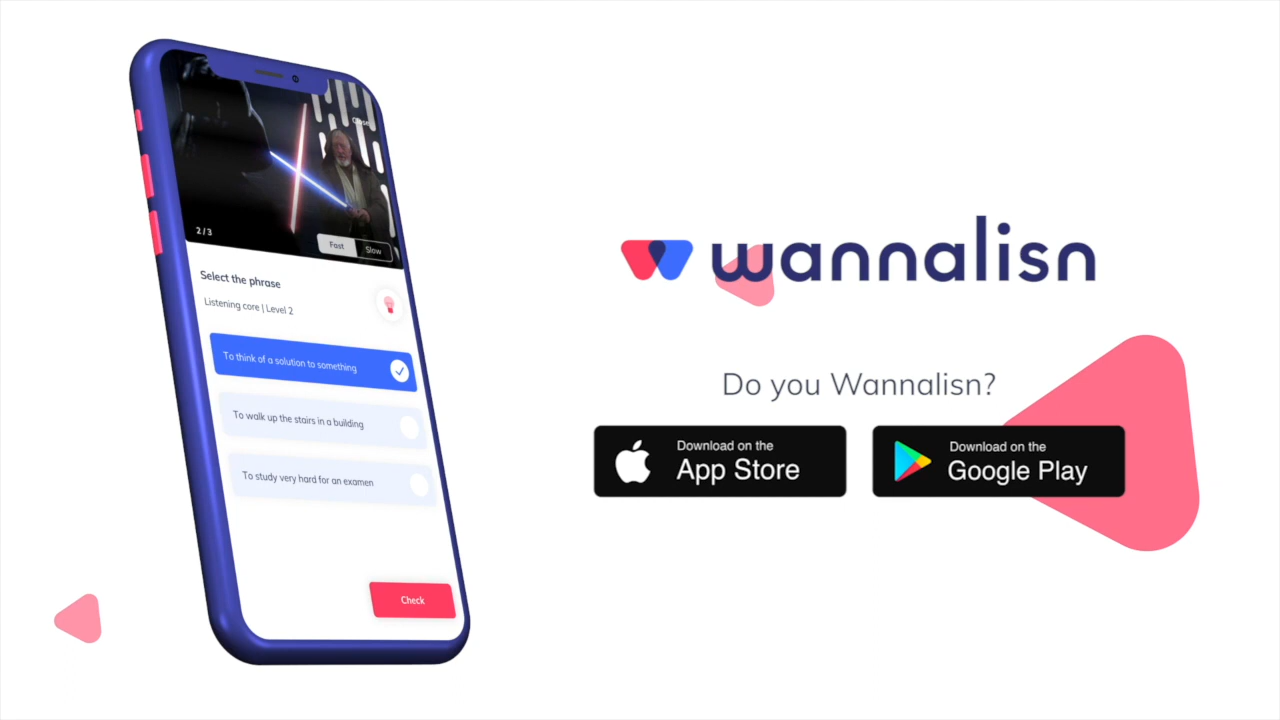 Close
2 / 3
Fast Slow
Select the phrase
Listening core | Level 2
To think of a solution to something
To walk up the stairs in a building
To study very hard for an examen
Check
wannalisn
Do you Wannalisn?
Download on the
App Store
Download on the
Google Play